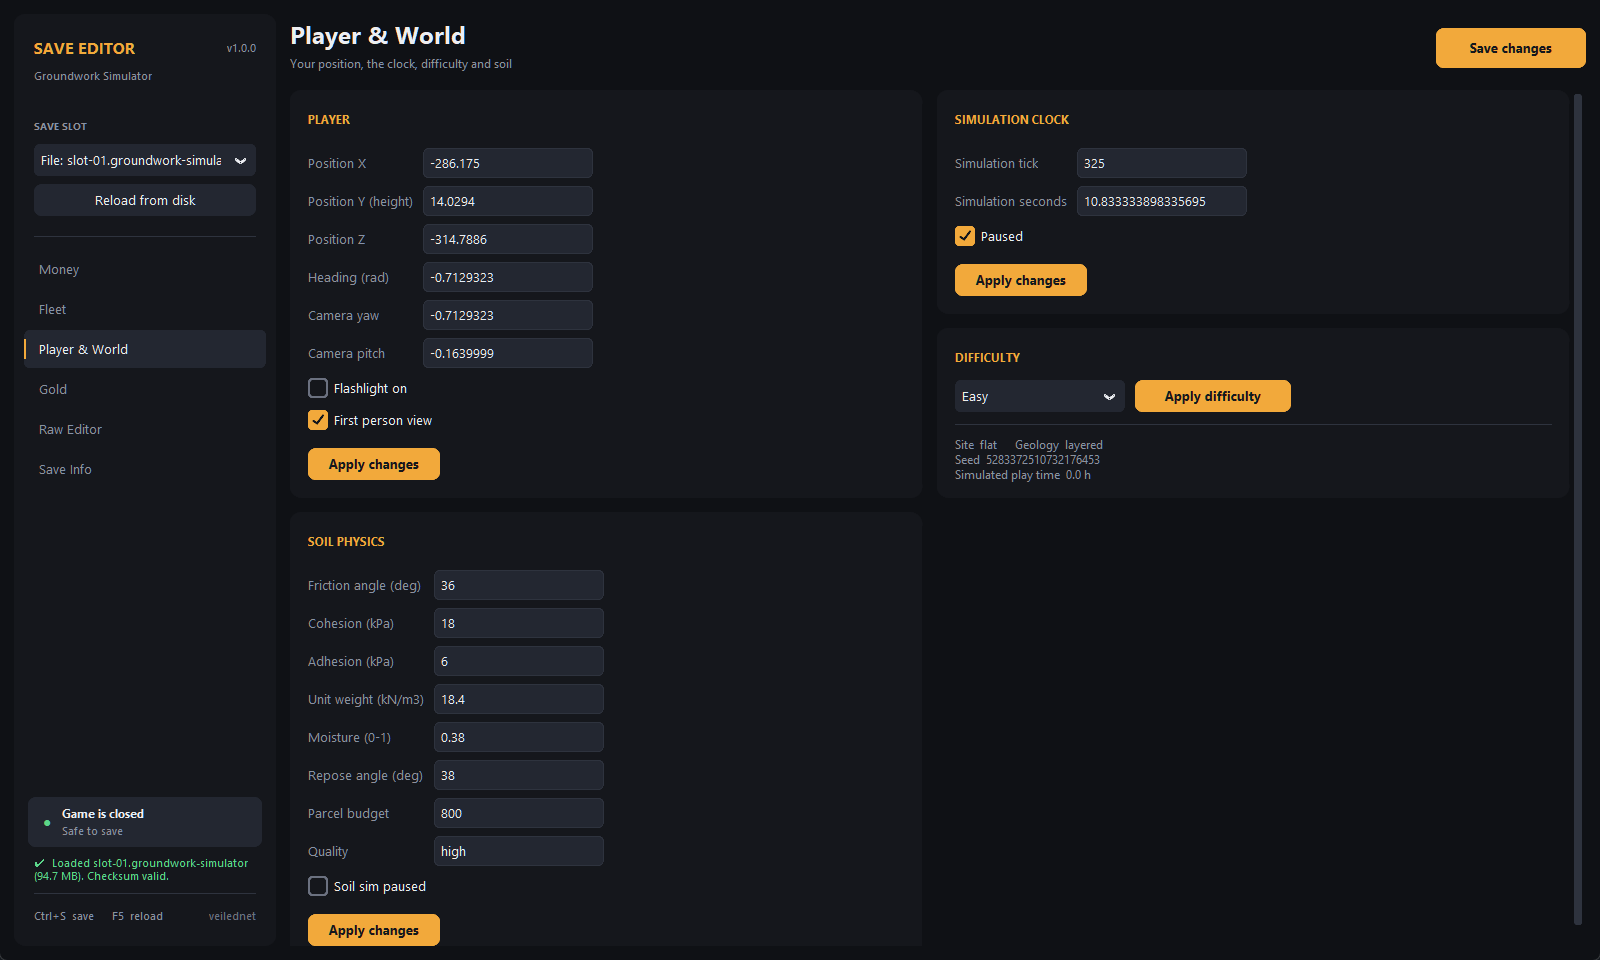 SAVE EDITOR v1.0.0
Groundwork Simulator
SAVE SLOT
File: slot-01.groundwork-simula
Reload from disk
Money
Fleet
Player & World
Gold
Raw Editor
Save Info
Game is closed
Safe to save
✓ Loaded slot-01.groundwork-simulator
(94.7 MB). Checksum valid.
Ctrl+S save F5 reload veilednet
Player & World
Your position, the clock, difficulty and soil
Save changes
PLAYER
Position X -286.175
Position Y (height) 14.0294
Position Z -314.7886
Heading (rad) -0.7129323
Camera yaw -0.7129323
Camera pitch -0.1639999
Flashlight on
First person view
Apply changes
SIMULATION CLOCK
Simulation tick 325
Simulation seconds 10.833333898335695
Paused
Apply changes
DIFFICULTY
Easy Apply difficulty
Site flat Geology layered
Seed 5283372510732176453
Simulated play time 0.0 h
SOIL PHYSICS
Friction angle (deg) 36
Cohesion (kPa) 18
Adhesion (kPa) 6
Unit weight (kN/m3) 18.4
Moisture (0-1) 0.38
Repose angle (deg) 38
Parcel budget 800
Quality high
Soil sim paused
Apply changes